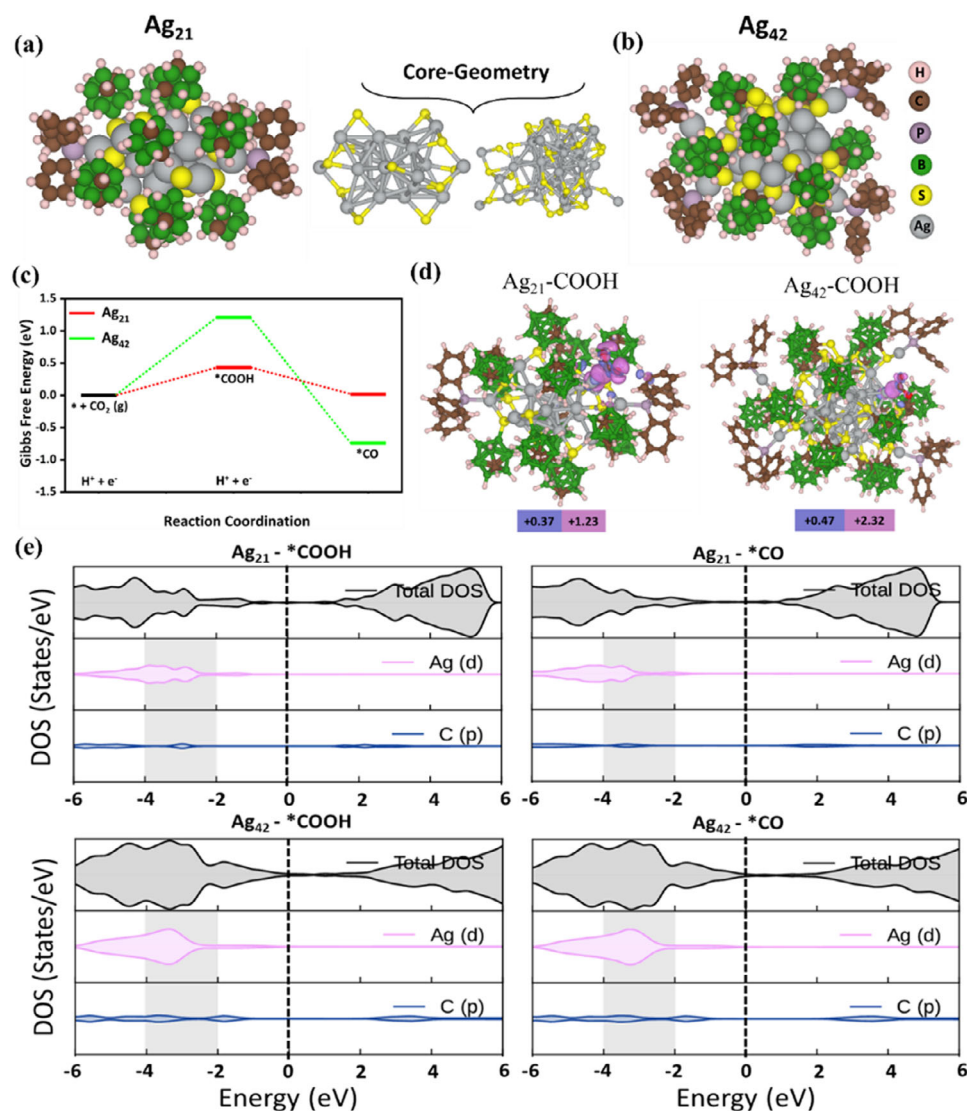 Ag21
Ag42
(a)
(b)
Core-Geometry
H
C
P
B
S
Ag
(c)
(d)
Ag21-COOH
Ag42-COOH
Gibbs Free Energy (eV)
1.5
1.0
0.5
0.0
-0.5
-1.0
-1.5
Ag21
Ag42
* + CO2 (g)
*COOH
*CO
H+ + e-
H+ + e-
Reaction Coordination
+0.37 +1.23
+0.47 +2.32
(e)
Ag21 - *COOH
Ag21 - *CO
DOS (States/eV)
Total DOS
Ag (d)
C (p)
Total DOS
Ag (d)
C (p)
-6 -4 -2 0 2 4 6
-6 -4 -2 0 2 4 6
Ag42 - *COOH
Ag42 - *CO
DOS (States/eV)
Total DOS
Ag (d)
C (p)
Total DOS
Ag (d)
C (p)
-6 -4 -2 0 2 4 6
-6 -4 -2 0 2 4 6
Energy (eV)
Energy (eV)